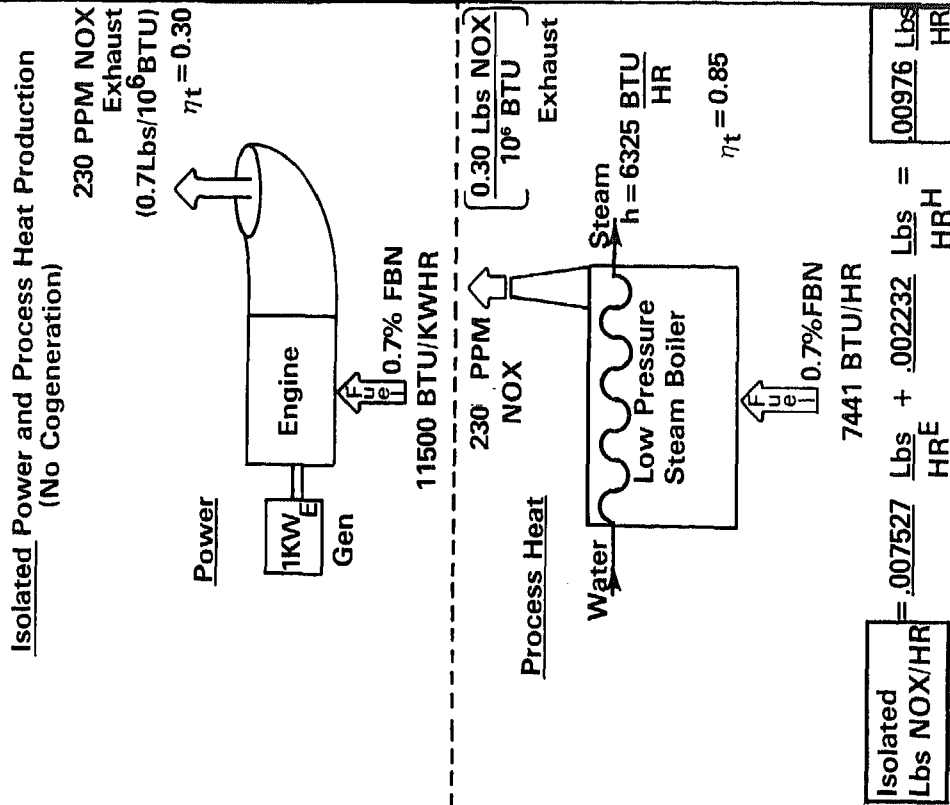 Isolated Power and Process Heat Production
(No Cogeneration)
230 PPM NOX
Exhaust
(0.7Lbs/10⁶BTU)
ηt = 0.30
Power
1KW E
Gen
Engine
Fuel
0.7% FBN
11500 BTU/KWHR
Process Heat
230 PPM
NOX
0.30 Lbs NOX
10⁶ BTU
Exhaust
Water
Steam
h = 6325 BTU
HR
Low Pressure
Steam Boiler
ηt = 0.85
Fuel
0.7%FBN
7441 BTU/HR
Isolated
Lbs NOX/HR
= .007527 Lbs + .002232 Lbs = .00976 Lbs
HR E HR H HR